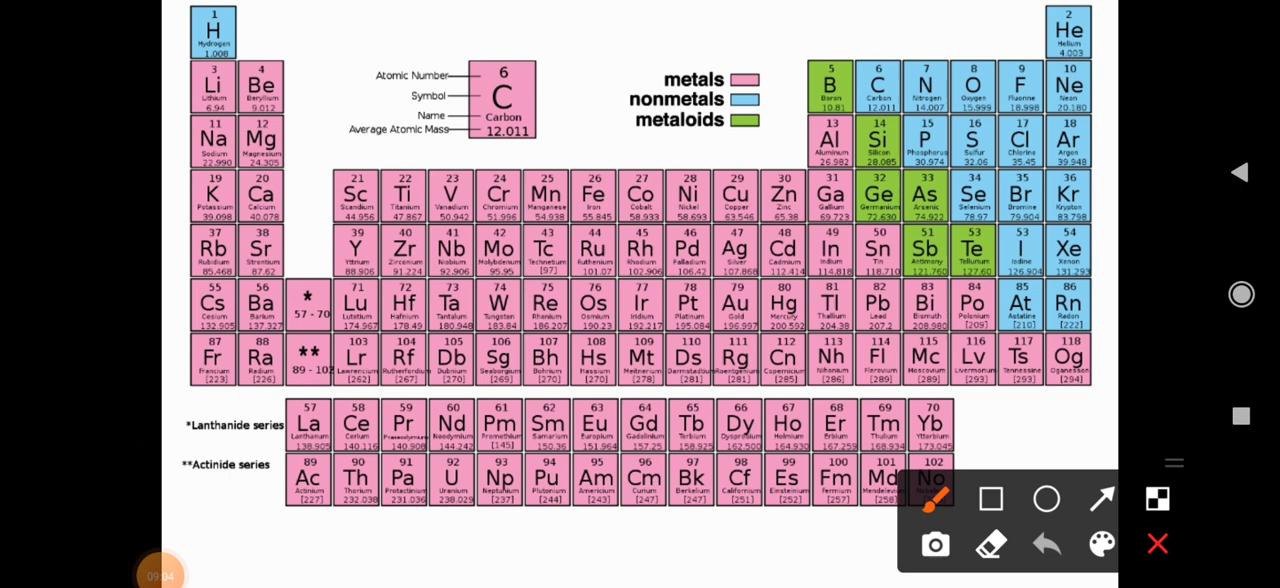 1 2
H He
Hydrogen Helium
1.008 4.003
3 4 Atomic Number 6 metals 5 6 7 8 9 10
Li Be Symbol C nonmetals B C N O F Ne
Lithium Beryllium Name Carbon metaloids Boron Carbon Nitrogen Oxygen Fluorine Neon
6.94 9.012 Average Atomic Mass 12.011 10.81 12.011 14.007 15.999 18.998 20.180
11 12 13 14 15 16 17 18
Na Mg Al Si P S Cl Ar
Sodium Magnesium Aluminum Silicon Phosphorus Sulfur Chlorine Argon
22.990 24.305 26.982 28.085 30.974 32.06 35.45 39.948
19 20 21 22 23 24 25 26 27 28 29 30 31 32 33 34 35 36
K Ca Sc Ti V Cr Mn Fe Co Ni Cu Zn Ga Ge As Se Br Kr
Potassium Calcium Scandium Titanium Vanadium Chromium Manganese Iron Cobalt Nickel Copper Zinc Gallium Germanium Arsenic Selenium Bromine Krypton
39.098 40.078 44.956 47.867 50.942 51.996 54.938 55.845 58.933 58.693 63.546 65.38 69.723 72.630 74.922 78.97 79.904 83.798
37 38 39 40 41 42 43 44 45 46 47 48 49 50 51 53 53 54
Rb Sr Y Zr Nb Mo Tc Ru Rh Pd Ag Cd In Sn Sb Te I Xe
Rubidium Strontium Yttrium Zirconium Niobium Molybdenum Technetium Ruthenium Rhodium Palladium Silver Cadmium Indium Tin Antimony Tellurium Iodine Xenon
85.468 87.62 88.906 91.224 92.906 95.95 [97] 101.07 102.906 106.42 107.868 112.414 114.818 118.710 121.760 127.60 126.904 131.293
55 56 * 71 72 73 74 75 76 77 78 79 80 81 82 83 84 85 86
Cs Ba 57 - 70 Lu Hf Ta W Re Os Ir Pt Au Hg Tl Pb Bi Po At Rn
Cesium Barium Lutetium Hafnium Tantalum Tungsten Rhenium Osmium Iridium Platinum Gold Mercury Thallium Lead Bismuth Polonium Astatine Radon
132.905 137.327 174.967 178.49 180.948 183.84 186.207 190.23 192.217 195.084 196.997 200.592 204.38 207.2 208.980 [209] [210] [222]
87 88 ** 103 104 105 106 107 108 109 110 111 112 113 114 115 116 117 118
Fr Ra 89 - 102 Lr Rf Db Sg Bh Hs Mt Ds Rg Cn Nh Fl Mc Lv Ts Og
Francium Radium Lawrencium Rutherfordium Dubnium Seaborgium Bohrium Hassium Meitnerium Darmstadtium Roentgenium Copernicium Nihonium Flerovium Moscovium Livermorium Tennessine Oganesson
[223] [226] [262] [267] [270] [269] [270] [270] [278] [281] [281] [285] [286] [289] [289] [293] [293] [294]
57 58 59 60 61 62 63 64 65 66 67 68 69 70
*Lanthanide series La Ce Pr Nd Pm Sm Eu Gd Tb Dy Ho Er Tm Yb
Lanthanum Cerium Praseodymium Neodymium Promethium Samarium Europium Gadolinium Terbium Dysprosium Holmium Erbium Thulium Ytterbium
138.905 140.116 140.908 144.242 [145] 150.36 151.964 157.25 158.925 162.500 164.930 167.259 168.934 173.045
89 90 91 92 93 94 95 96 97 98 99 100 101 102
**Actinide series Ac Th Pa U Np Pu Am Cm Bk Cf Es Fm Md No
Actinium Thorium Protactinium Uranium Neptunium Plutonium Americium Curium Berkelium Californium Einsteinium Fermium
[227] 232.038 231.036 238.029 [237] [244] [243] [247] [247] [251] [252] [257] [258]
09:04